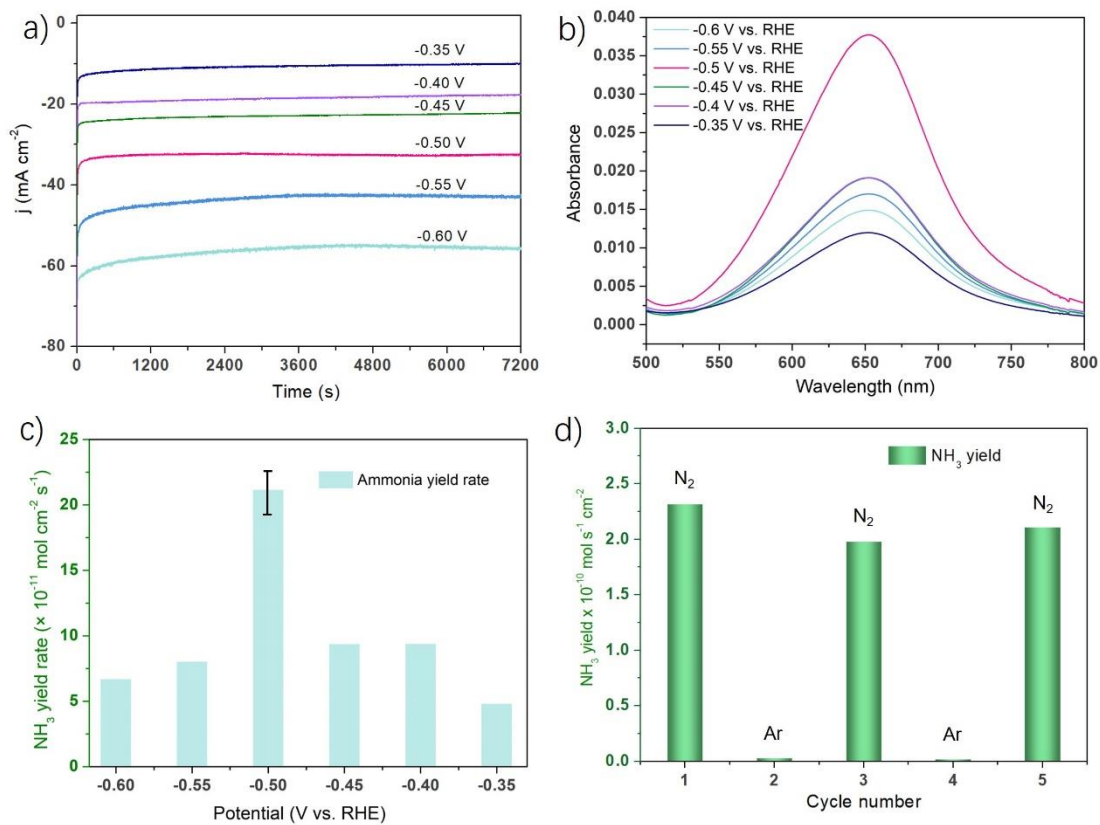 a)
0
-20
-40
-60
-80
j (mA cm⁻²)
-0.35 V
-0.40 V
-0.45 V
-0.50 V
-0.55 V
-0.60 V
0 1200 2400 3600 4800 6000 7200
Time (s)
b)
0.040
0.035
0.030
0.025
0.020
0.015
0.010
0.005
0.000
Absorbance
-0.6 V vs. RHE
-0.55 V vs. RHE
-0.5 V vs. RHE
-0.45 V vs. RHE
-0.4 V vs. RHE
-0.35 V vs. RHE
500 550 600 650 700 750 800
Wavelength (nm)
c)
25
20
15
10
5
0
NH₃ yield rate (× 10⁻¹¹ mol cm⁻² s⁻¹)
Ammonia yield rate
-0.60 -0.55 -0.50 -0.45 -0.40 -0.35
Potential (V vs. RHE)
d)
3.0
2.5
2.0
1.5
1.0
0.5
0.0
NH₃ yield x 10⁻¹⁰ mol s⁻¹ cm⁻²
NH₃ yield
N₂
Ar
N₂
Ar
N₂
1 2 3 4 5
Cycle number